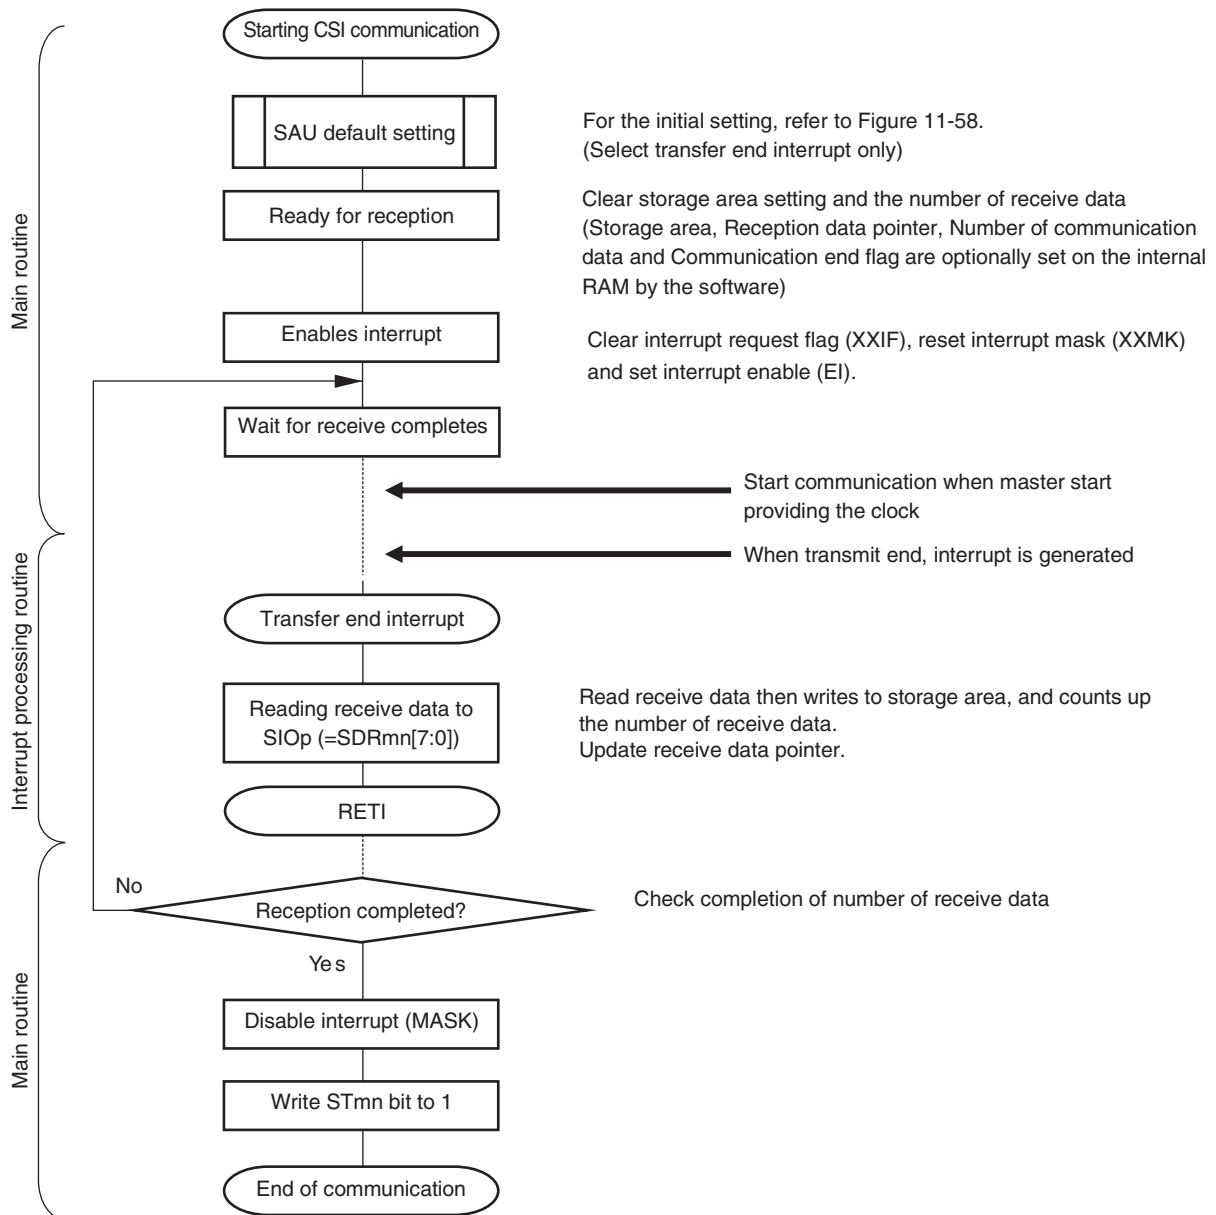 Starting CSI communication
SAU default setting
For the initial setting, refer to Figure 11-58.
(Select transfer end interrupt only)
Ready for reception
Clear storage area setting and the number of receive data
(Storage area, Reception data pointer, Number of communication
data and Communication end flag are optionally set on the internal
RAM by the software)
Main routine
Enables interrupt
Clear interrupt request flag (XXIF), reset interrupt mask (XXMK)
and set interrupt enable (EI).
Wait for receive completes
Start communication when master start
providing the clock
When transmit end, interrupt is generated
Interrupt processing routine
Transfer end interrupt
Reading receive data to
SIOp (=SDRmn[7:0])
Read receive data then writes to storage area, and counts up
the number of receive data.
Update receive data pointer.
RETI
No
Reception completed?
Check completion of number of receive data
Yes
Main routine
Disable interrupt (MASK)
Write STmn bit to 1
End of communication